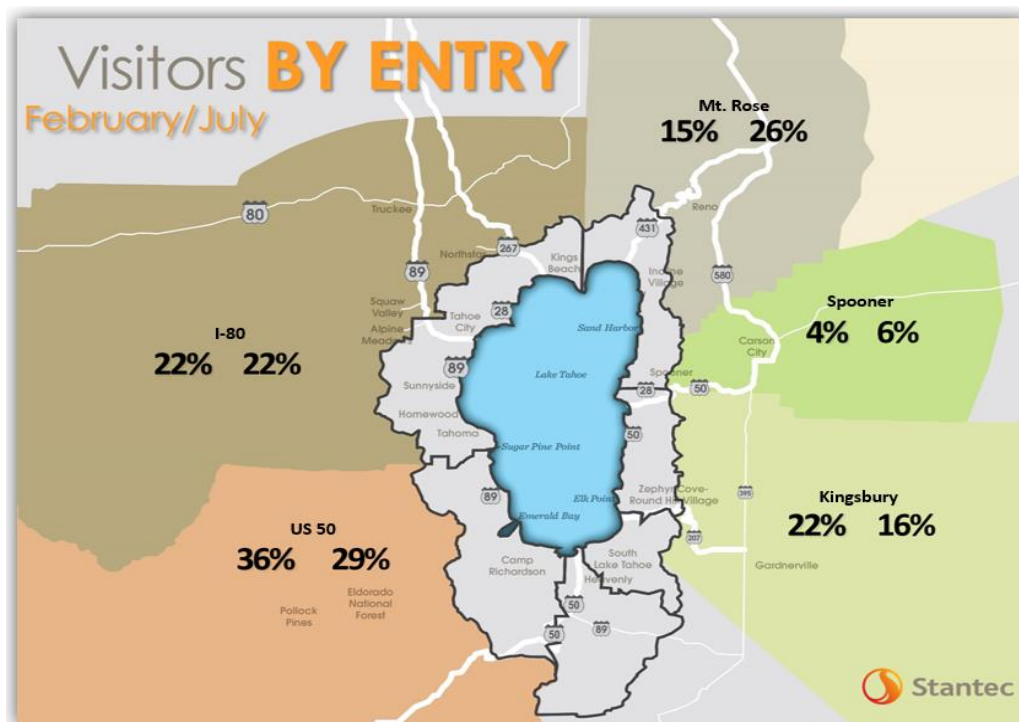 Visitors BY ENTRY
February/July
Mt. Rose
15% 26%
80
Truckee
Reno
431
267
Northstar
Kings
Beach
89
580
Incline
Village
Squaw
Valley
28
Tahoe
City
Alpine
Meadows
Sand Harbor
Spooner
4% 6%
Carson
City
I-80
22% 22%
89
Sunnyside
Lake Tahoe
Spooner
28
50
Homewood
Tahoma
50
Sugar Pine Point
89
Elk Point
Zephyr Cove-
Round Hill Village
395
Kingsbury
22% 16%
Emerald Bay
207
US 50
36% 29%
Camp
Richardson
South
Lake Tahoe
Heavenly
Gardnerville
Eldorado
National
Forest
Pollock
Pines
50
50
89
Stantec